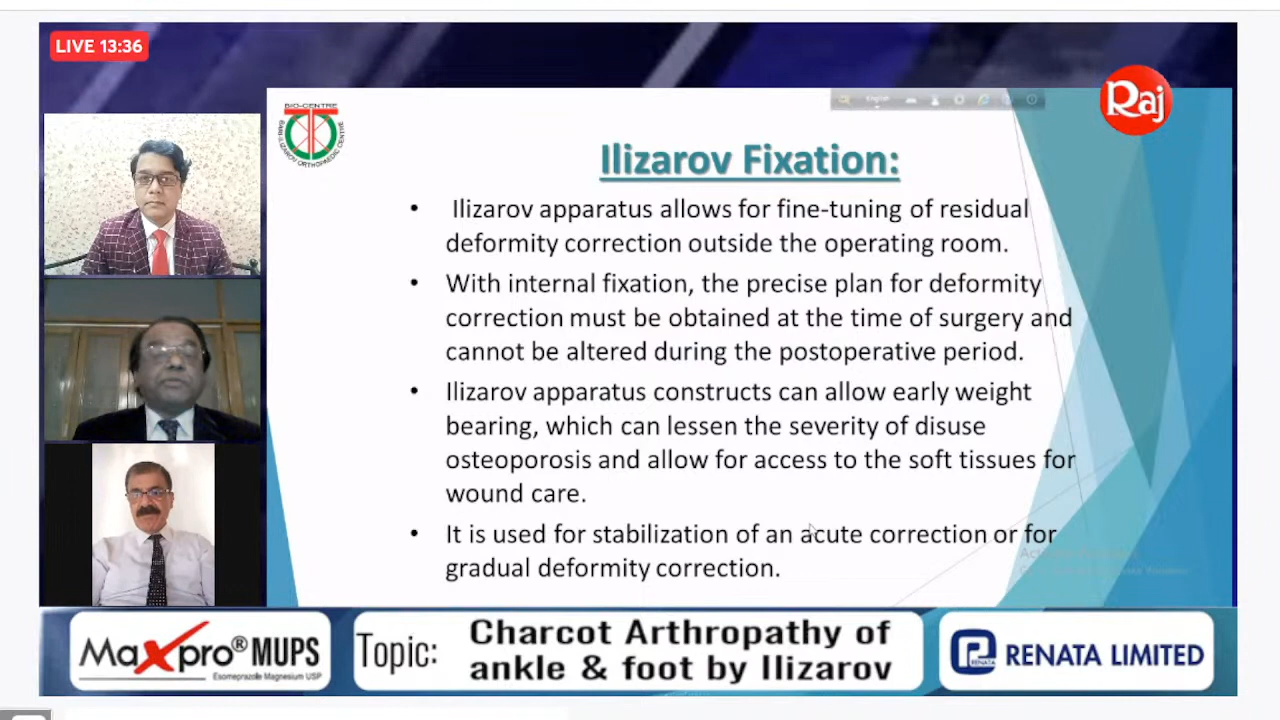 LIVE 13:36
Raj
BIO-CENTRE
English
Ilizarov Fixation:
• Ilizarov apparatus allows for fine-tuning of residual
deformity correction outside the operating room.
• With internal fixation, the precise plan for deformity
correction must be obtained at the time of surgery and
cannot be altered during the postoperative period.
• Ilizarov apparatus constructs can allow early weight
bearing, which can lessen the severity of disuse
osteoporosis and allow for access to the soft tissues for
wound care.
• It is used for stabilization of an acute correction or for
gradual deformity correction.
Maxpro® MUPS
Esomeprazole Magnesium USP
Topic:
Charcot Arthropathy of
ankle & foot by Ilizarov
RENATA
RENATA LIMITED